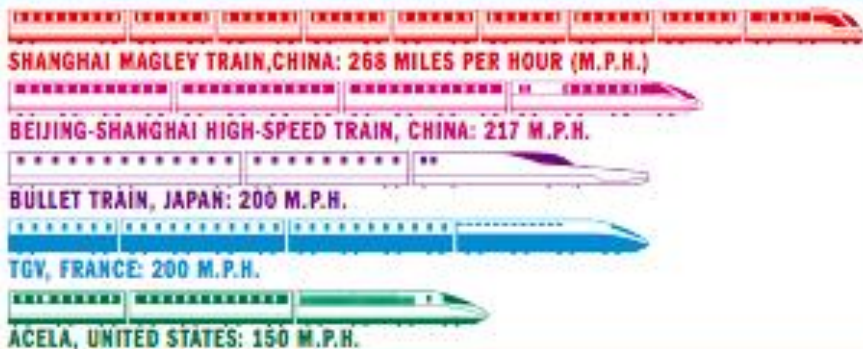 SHANGHAI MAGLEV TRAIN,CHINA: 268 MILES PER HOUR (M.P.H.)
BEIJING-SHANGHAI HIGH-SPEED TRAIN, CHINA: 217 M.P.H.
BULLET TRAIN, JAPAN: 200 M.P.H.
TGV, FRANCE: 200 M.P.H.
ACELA, UNITED STATES: 150 M.P.H.